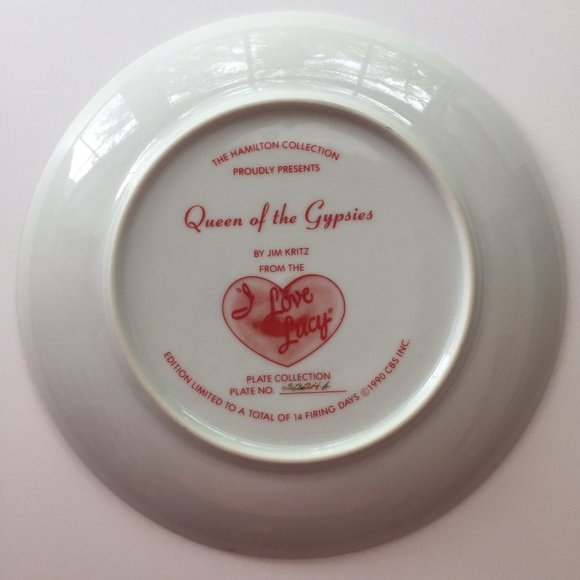 THE HAMILTON COLLECTION
PROUDLY PRESENTS
Queen of the Gypsies
BY JIM KRITZ
FROM THE
"I Love
Lucy"
PLATE COLLECTION
PLATE NO.
EDITION LIMITED TO A TOTAL OF 14 FIRING DAYS ©1990 CBS INC.